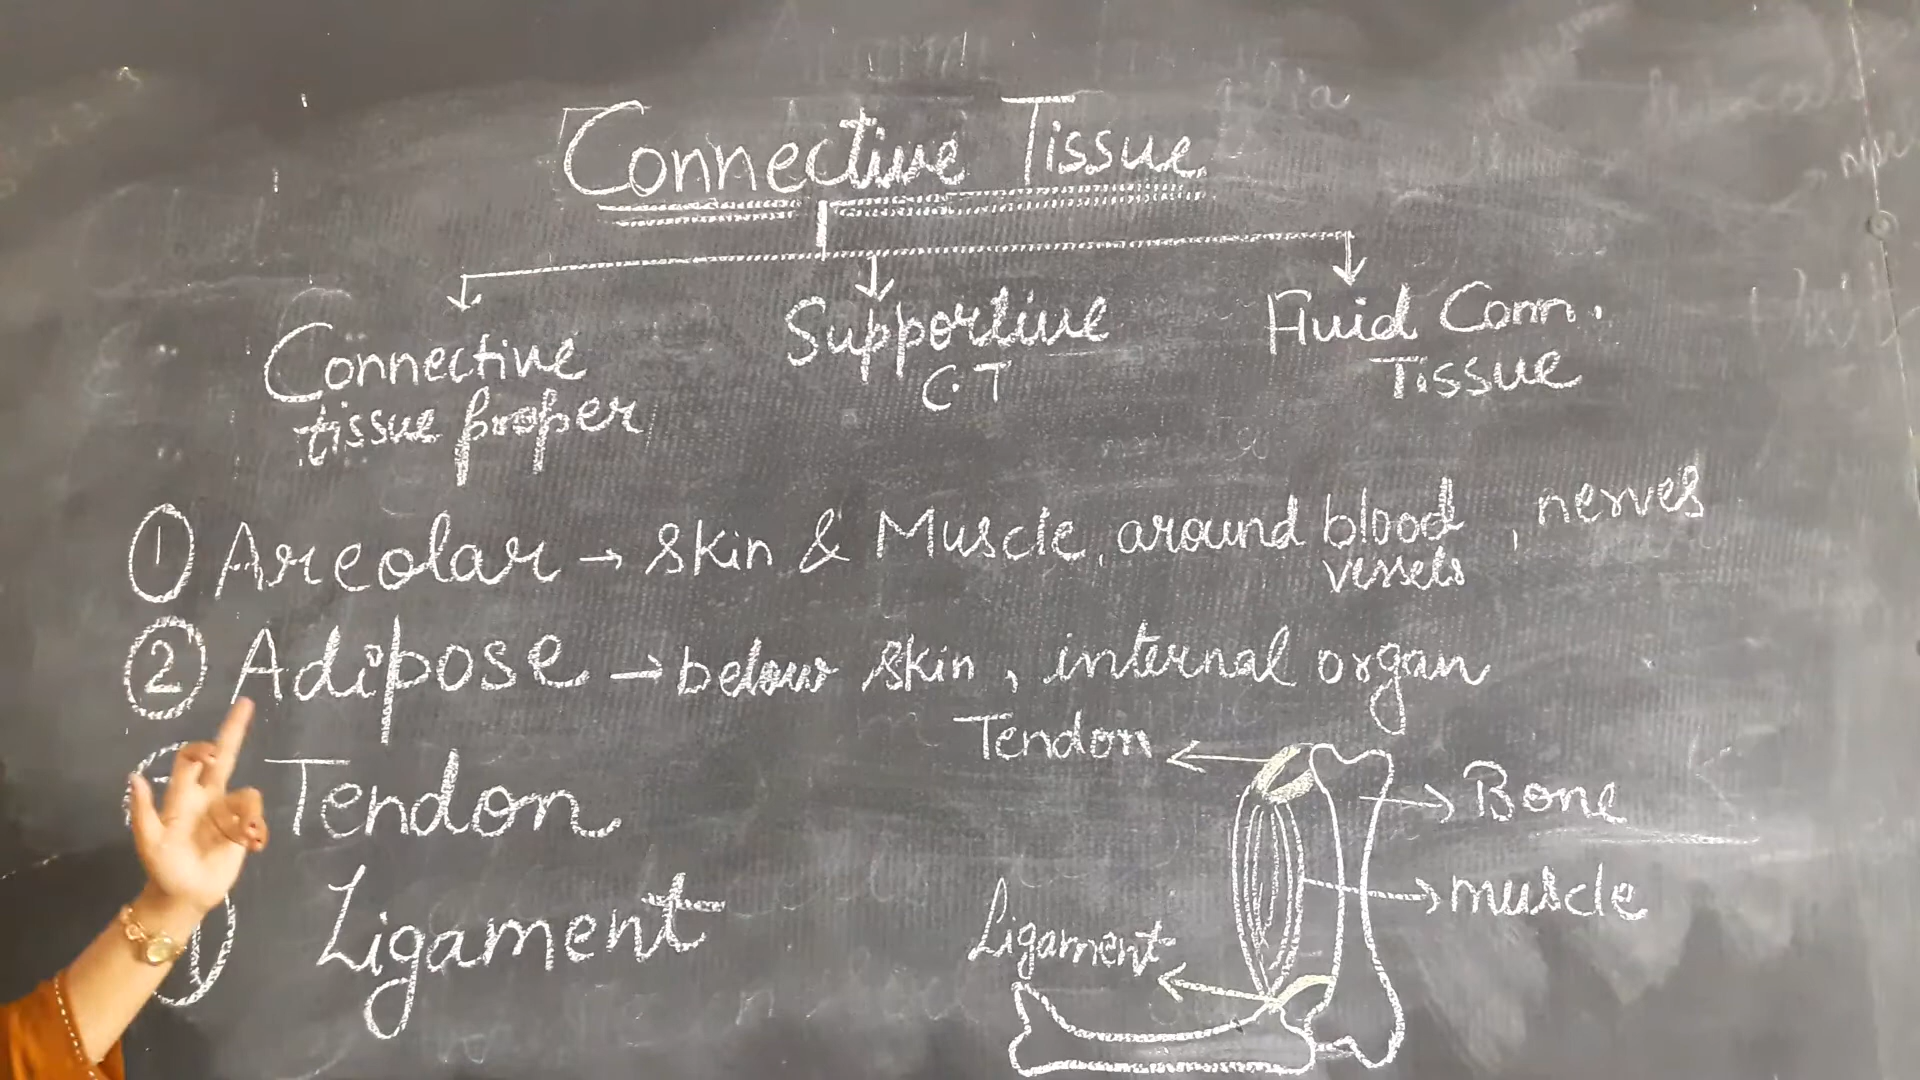 Connective Tissue
Connective
tissue proper
Supportive
C.T
Fluid Conn.
Tissue
① Areolar → skin & Muscle, around blood vessels, nerves
② Adipose → below skin, internal organ
Tendon
Ligament
Tendon
Bone
muscle
Ligament